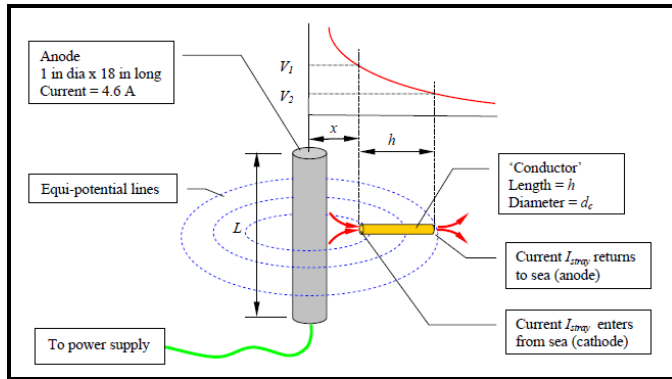 Anode
1 in dia x 18 in long
Current = 4.6 A
V1
V2
x
h
Equi-potential lines
L
'Conductor'
Length = h
Diameter = dc
Current Istray returns
to sea (anode)
Current Istray enters
from sea (cathode)
To power supply